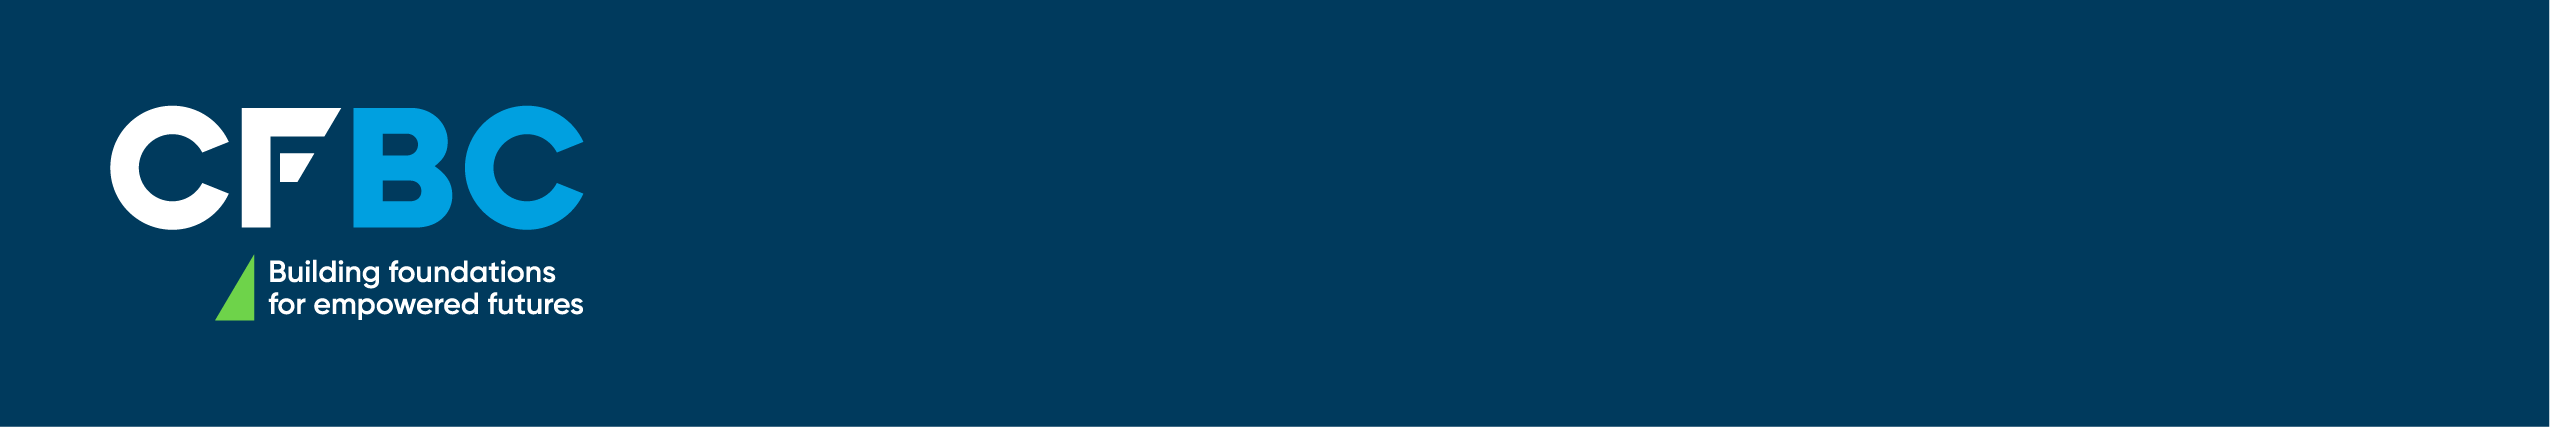 CFBC
Building foundations
for empowered futures